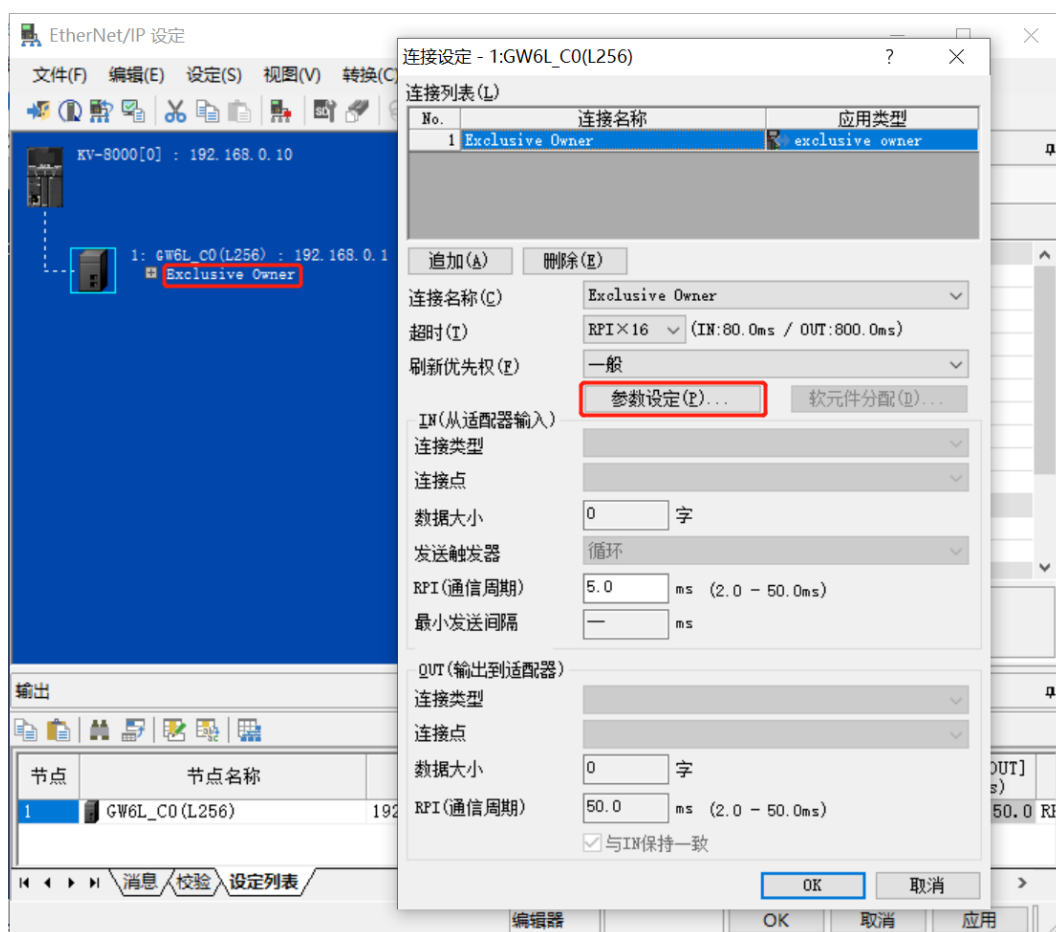 EtherNet/IP 设定
文件(F) 编辑(E) 设定(S) 视图(V) 转换(C)
KV-8000[0] : 192.168.0.10
1: GW6L_C0(L256) : 192.168.0.1
Exclusive Owner
连接设定 - 1:GW6L_C0(L256)
?
连接列表(L)
No. 连接名称 应用类型
1 Exclusive Owner exclusive owner
追加(A) 删除(E)
连接名称(C) Exclusive Owner
超时(T) RPI×16 (IN:80.0ms / OUT:800.0ms)
刷新优先权(F) 一般
参数设定(P)... 软元件分配(D)...
IN(从适配器输入)
连接类型
连接点
数据大小 0 字
发送触发器 循环
RPI(通信周期) 5.0 ms (2.0 - 50.0ms)
最小发送间隔 — ms
OUT(输出到适配器)
连接类型
连接点
数据大小 0 字
RPI(通信周期) 50.0 ms (2.0 - 50.0ms)
与IN保持一致
OK 取消
输出
节点 节点名称 OUT]
1 GW6L_C0(L256) 192 50.0
消息 校验 设定列表
编辑器 OK 取消 应用